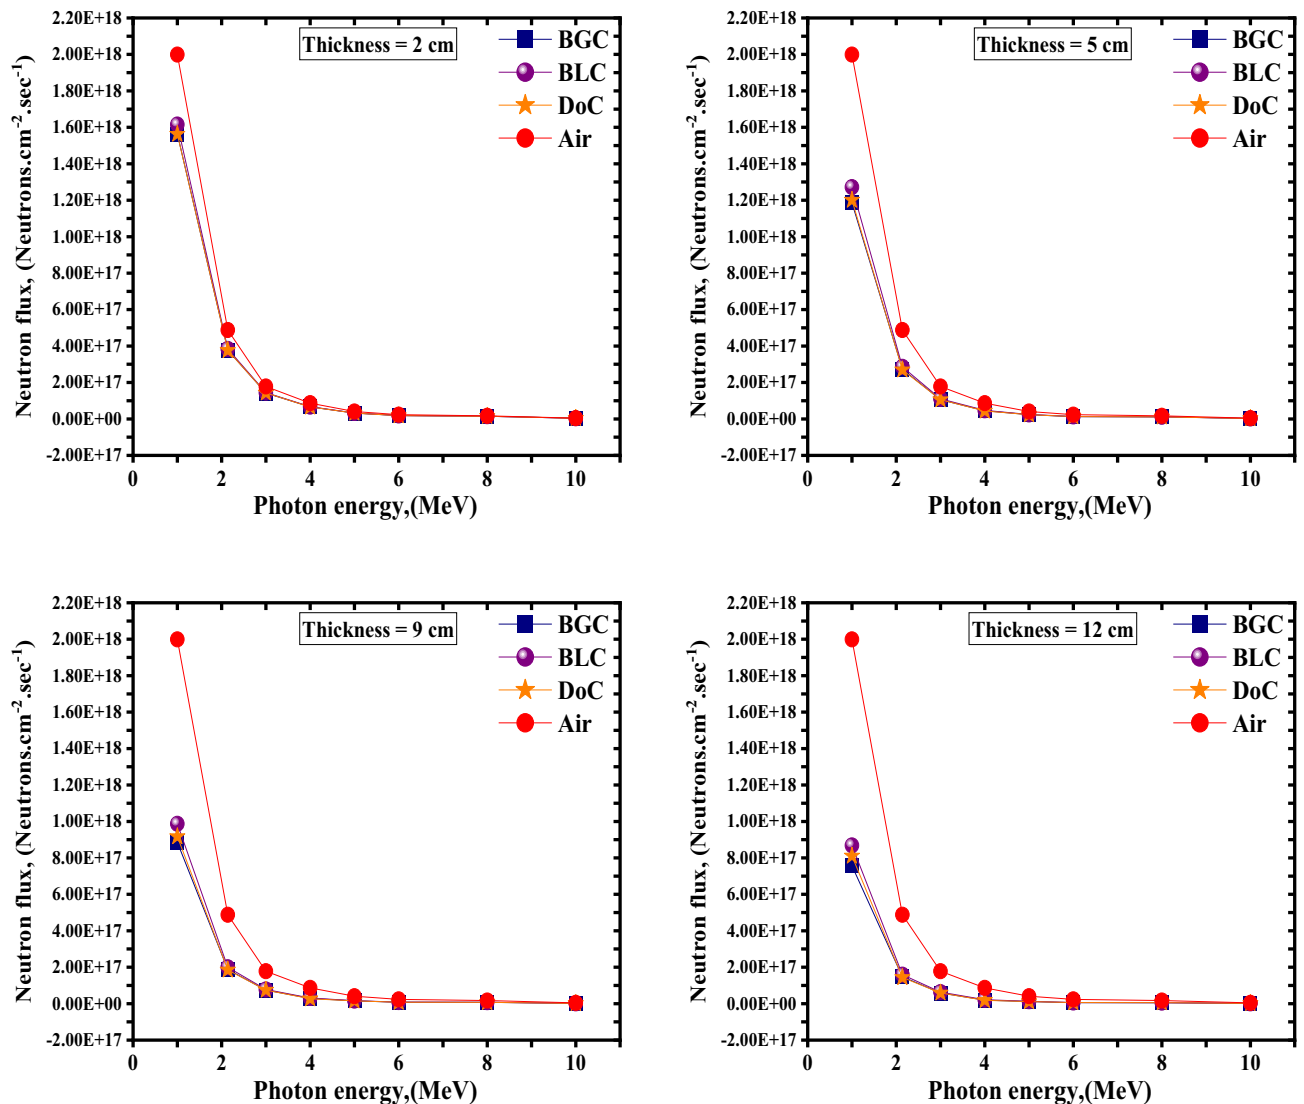 Thickness = 2 cm
BGC
BLC
DoC
Air
Neutron flux, (Neutrons.cm⁻².sec⁻¹)
2.20E+18
2.00E+18
1.80E+18
1.60E+18
1.40E+18
1.20E+18
1.00E+18
8.00E+17
6.00E+17
4.00E+17
2.00E+17
0.00E+00
-2.00E+17
0 2 4 6 8 10
Photon energy,(MeV)
Thickness = 5 cm
BGC
BLC
DoC
Air
Neutron flux, (Neutrons.cm⁻².sec⁻¹)
2.20E+18
2.00E+18
1.80E+18
1.60E+18
1.40E+18
1.20E+18
1.00E+18
8.00E+17
6.00E+17
4.00E+17
2.00E+17
0.00E+00
-2.00E+17
0 2 4 6 8 10
Photon energy,(MeV)
Thickness = 9 cm
BGC
BLC
DoC
Air
Neutron flux, (Neutrons.cm⁻².sec⁻¹)
2.20E+18
2.00E+18
1.80E+18
1.60E+18
1.40E+18
1.20E+18
1.00E+18
8.00E+17
6.00E+17
4.00E+17
2.00E+17
0.00E+00
-2.00E+17
0 2 4 6 8 10
Photon energy,(MeV)
Thickness = 12 cm
BGC
BLC
DoC
Air
Neutron flux, (Neutrons.cm⁻².sec⁻¹)
2.20E+18
2.00E+18
1.80E+18
1.60E+18
1.40E+18
1.20E+18
1.00E+18
8.00E+17
6.00E+17
4.00E+17
2.00E+17
0.00E+00
-2.00E+17
0 2 4 6 8 10
Photon energy,(MeV)